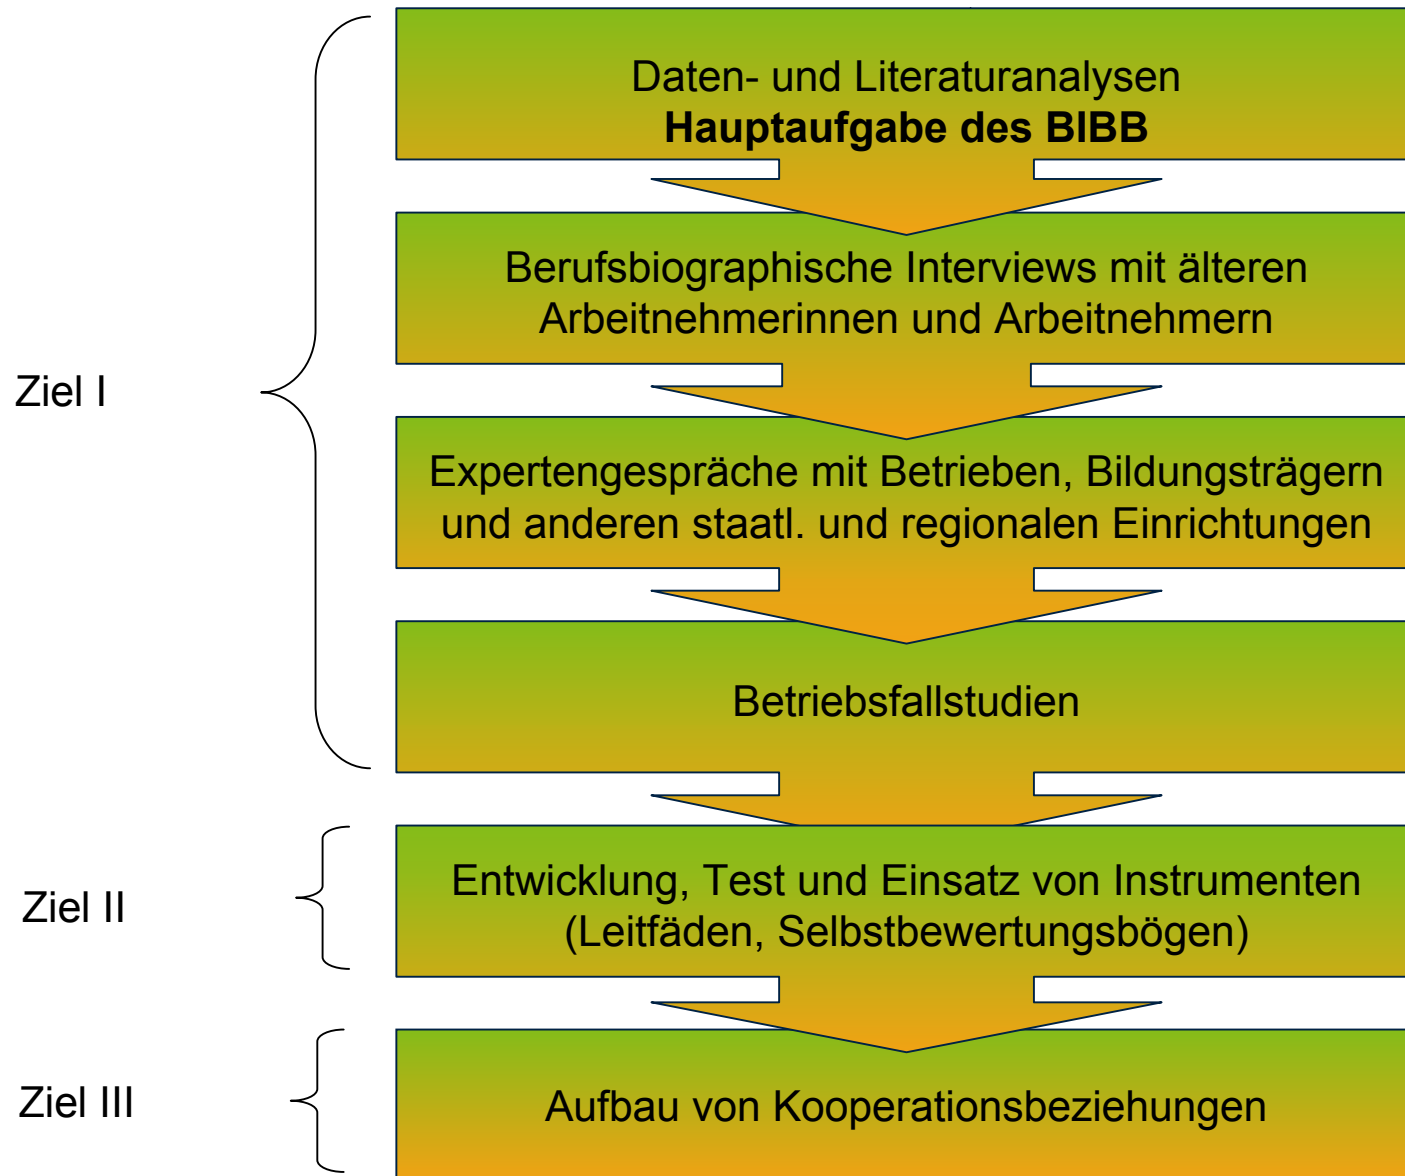 Daten- und Literaturanalysen
Hauptaufgabe des BIBB
Berufsbiographische Interviews mit älteren
Arbeitnehmerinnen und Arbeitnehmern
Ziel I
Expertengespräche mit Betrieben, Bildungsträgern
und anderen staatl. und regionalen Einrichtungen
Betriebsfallstudien
Ziel II
Entwicklung, Test und Einsatz von Instrumenten
(Leitfäden, Selbstbewertungsbögen)
Ziel III
Aufbau von Kooperationsbeziehungen